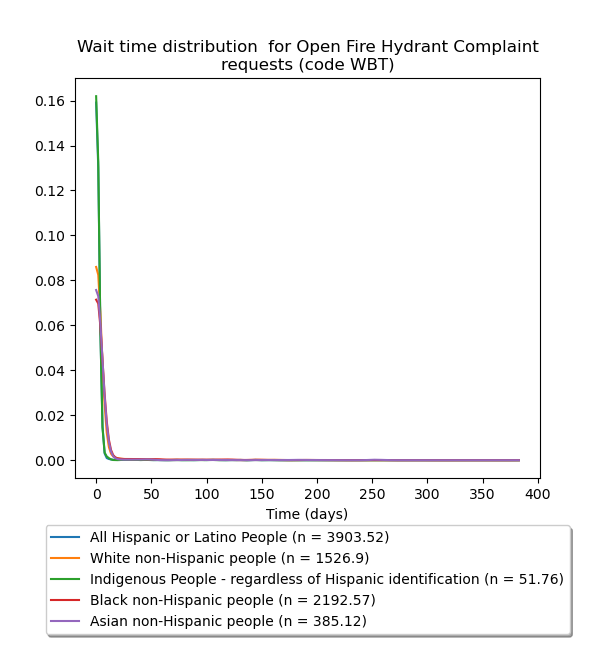 Wait time distribution  for Open Fire Hydrant Complaint
requests (code WBT)
0.16
0.14
0.12
0.10
0.08
0.06
0.04
0.02
0.00
0 50 100 150 200 250 300 350 400
Time (days)
All Hispanic or Latino People (n = 3903.52)
White non-Hispanic people (n = 1526.9)
Indigenous People - regardless of Hispanic identification (n = 51.76)
Black non-Hispanic people (n = 2192.57)
Asian non-Hispanic people (n = 385.12)